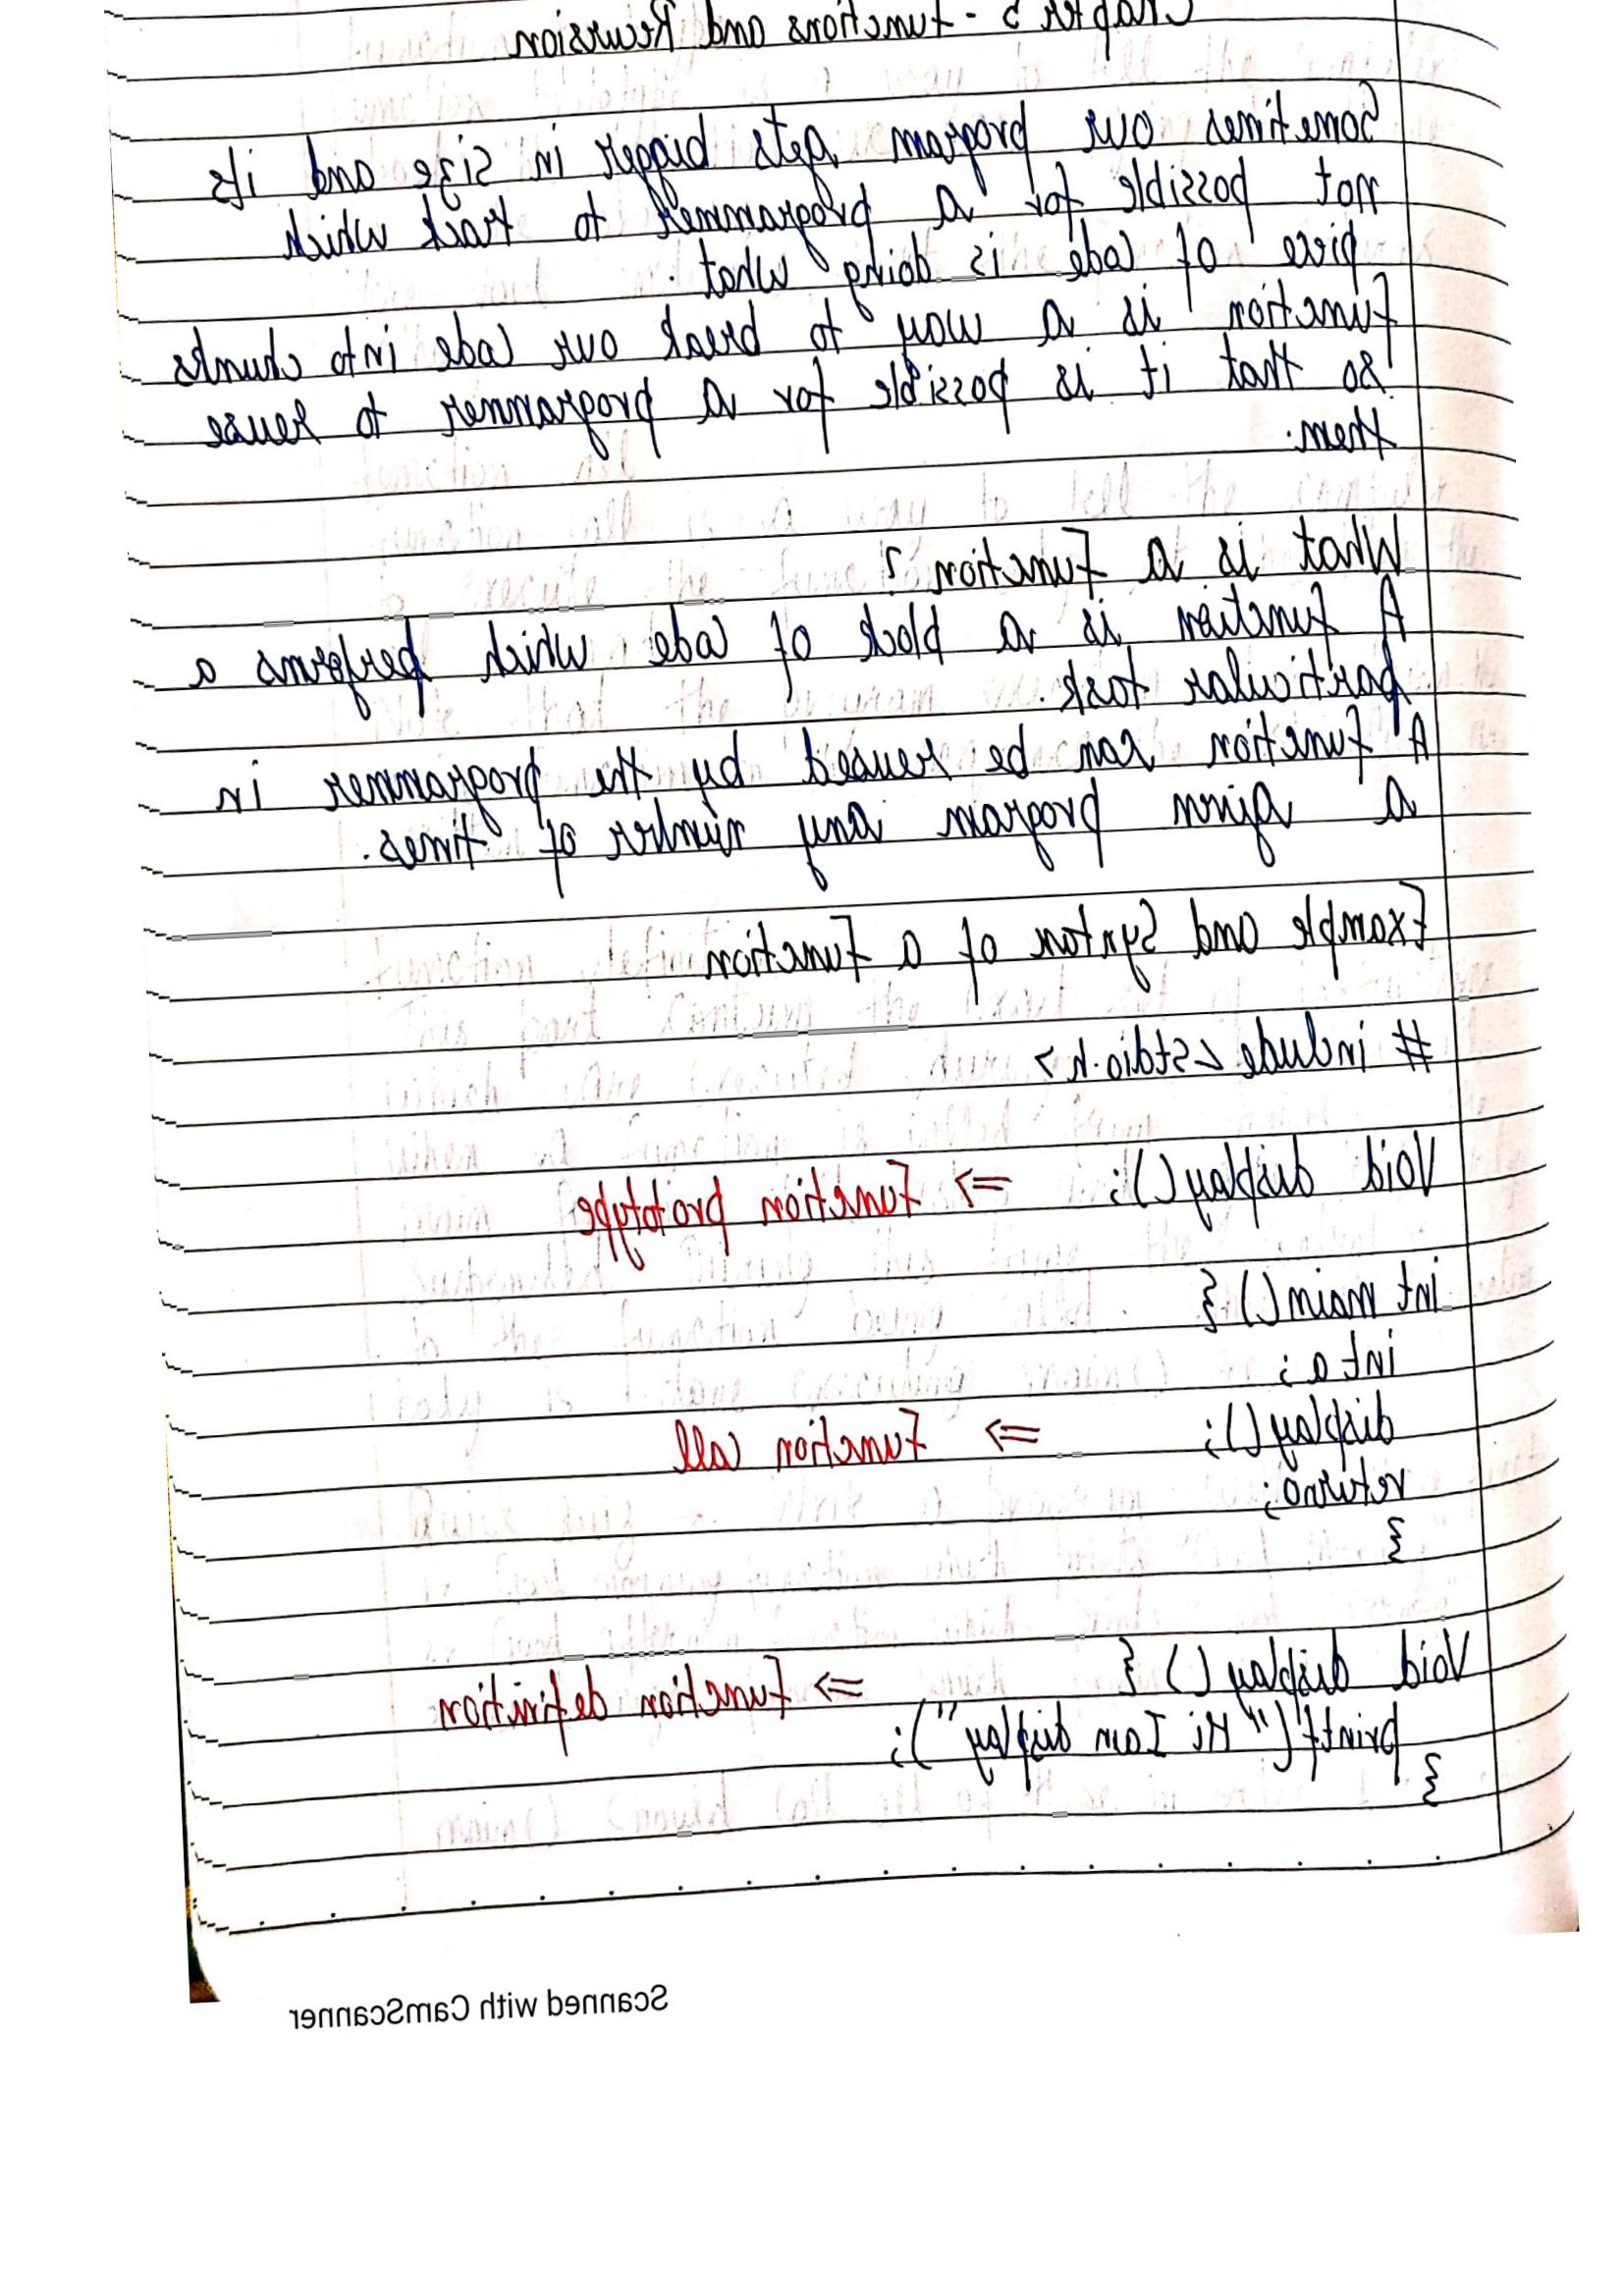 Chapter 5 - Functions and Recursion
Sometimes our program gets bigger in size and its
not possible for a programmer to track which
piece of code is doing what.
Function is a way to break our code into chunks
so that it is possible for a programmer to reuse
them.
What is a Function?
A function is a block of code which performs a
particular task.
A function can be reused by the programmer in
a given program any number of times.
Example and Syntax of a Function
# include <stdio.h>
Void display(); => Function prototype
int main() {
int a;
display(); => Function call
return0;
}
Void display() { => function definition
printf("Hi I am display");
}
Scanned with CamScanner